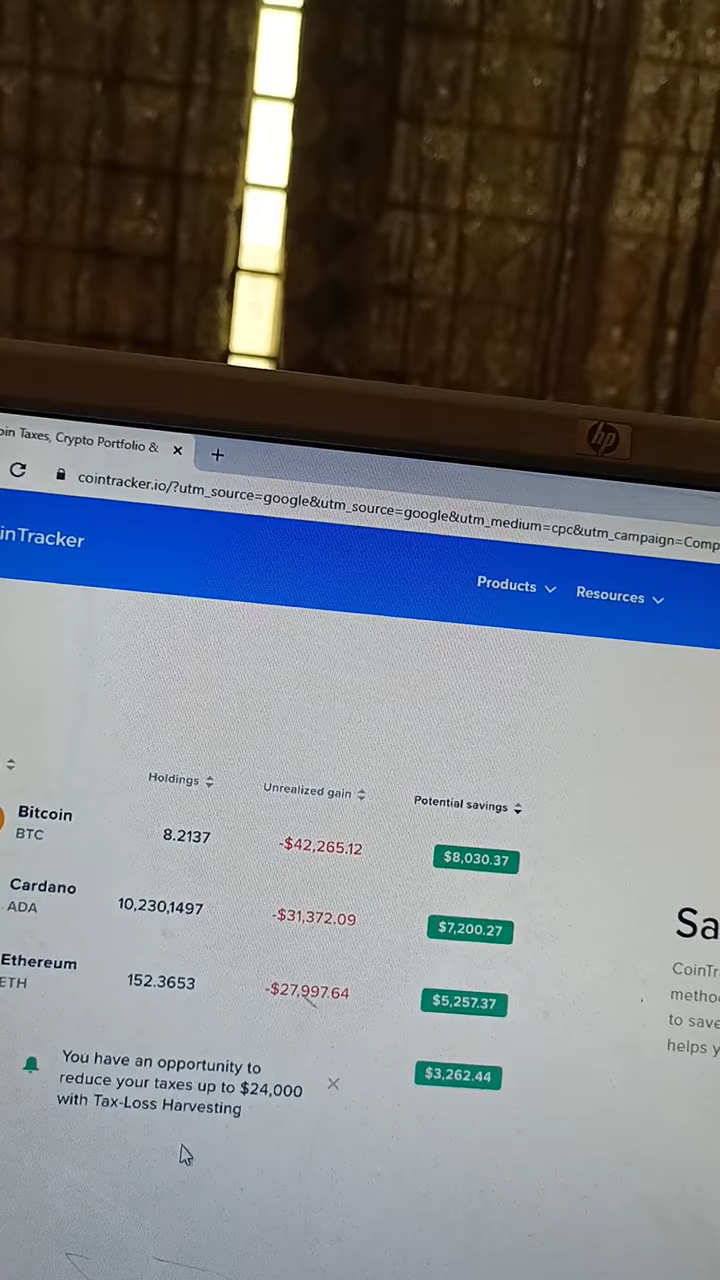 hp
oin Taxes, Crypto Portfolio &
cointracker.io/?utm_source=google&utm_source=google&utm_medium=cpc&utm_campaign=Comp
inTracker
Products
Resources
Holdings
Unrealized gain
Potential savings
Bitcoin
BTC
8.2137
-$42,265.12
$8,030.37
Cardano
ADA
10,230,1497
-$31,372.09
$7,200.27
Ethereum
ETH
152.3653
-$27,997.64
$5,257.37
You have an opportunity to
reduce your taxes up to $24,000
with Tax-Loss Harvesting
$3,262.44
Sa
CoinTr
metho
to save
helps y